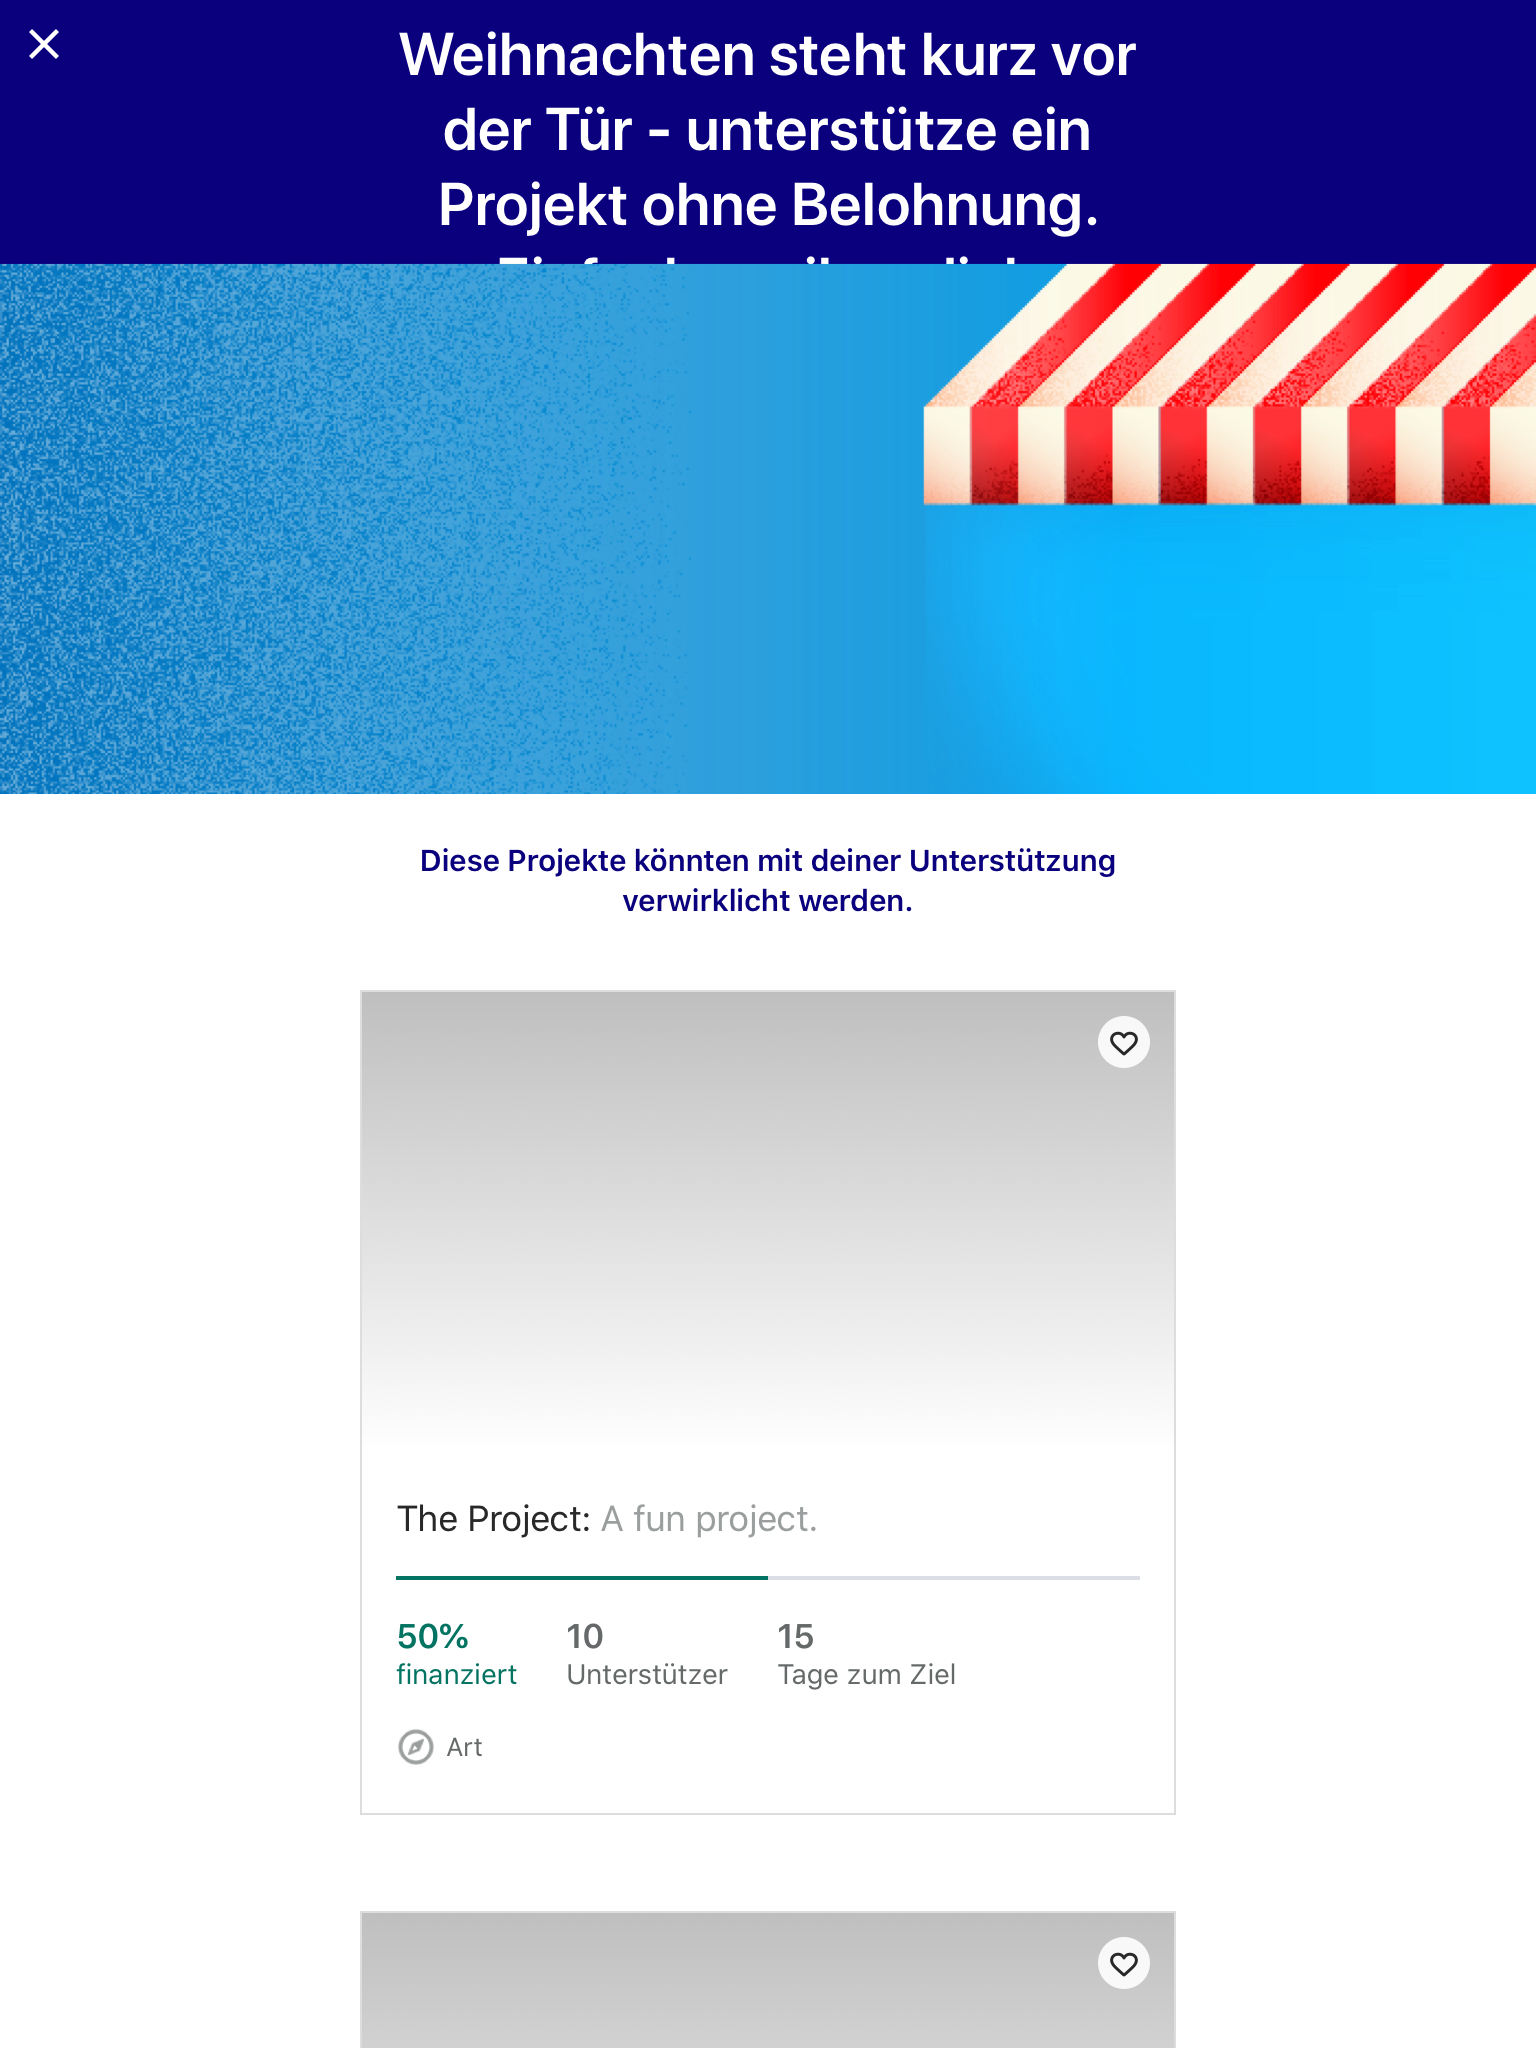 Weihnachten steht kurz vor
der Tür - unterstütze ein
Projekt ohne Belohnung.
Diese Projekte könnten mit deiner Unterstützung
verwirklicht werden.
The Project: A fun project.
50% 10 15
finanziert Unterstützer Tage zum Ziel
Art